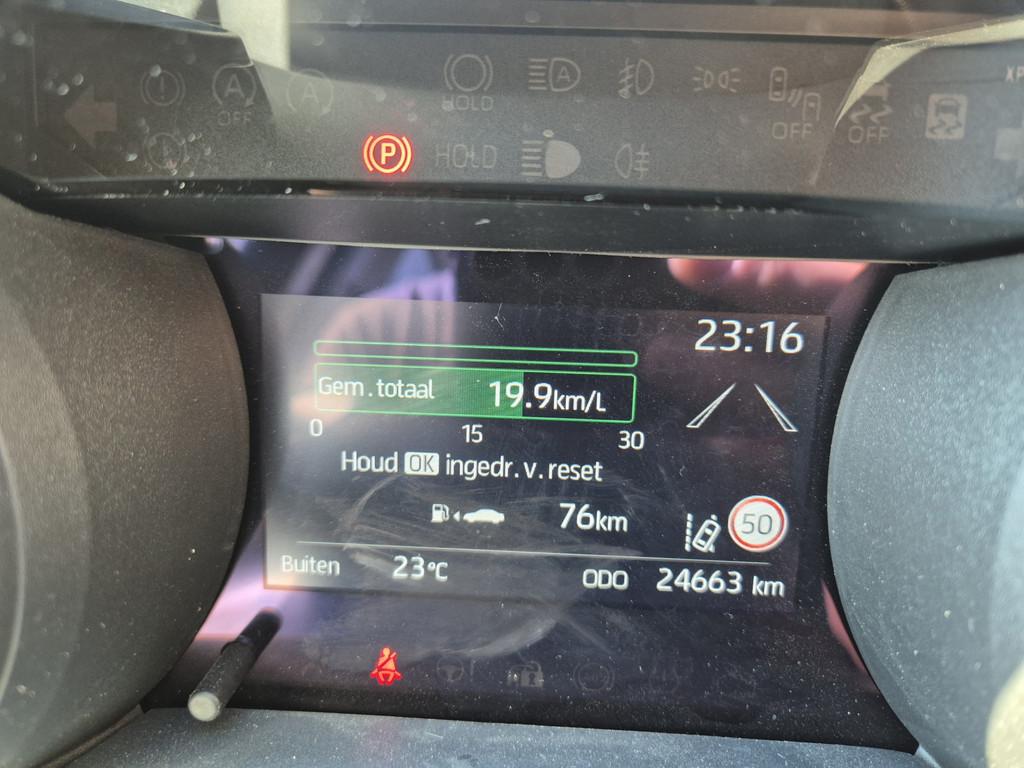 XP
OFF
HOLD
OFF
OFF
P
HOLD
23:16
Gem. totaal 19.9km/L
0 15 30
Houd OK ingedr. v. reset
76km
50
Buiten 23°C ODO 24663 km